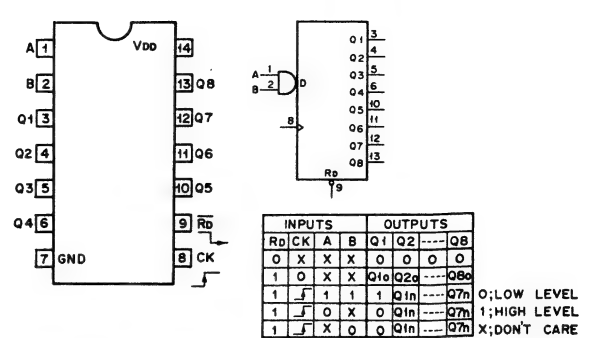 VDD
A 1
B 2
Q1 3
Q2 4
Q3 5
Q4 6
7 GND
14
13 Q8
12 Q7
11 Q6
10 Q5
9 RD
8 CK
A 1
B 2
D
8
Q1 3
Q2 4
Q3 5
Q4 6
Q5 10
Q6 11
Q7 12
Q8 13
RD
9
INPUTS OUTPUTS
RD CK A B Q1 Q2 ---- Q8
0 X X X 0 0 0 0
1 0 X X Q1o Q2o ---- Q8o
1 1 1 1 Q1n ---- Q7n 0;LOW LEVEL
1 0 X 0 Q1n ---- Q7n 1;HIGH LEVEL
1 X 0 0 Q1n ---- Q7n X;DON'T CARE